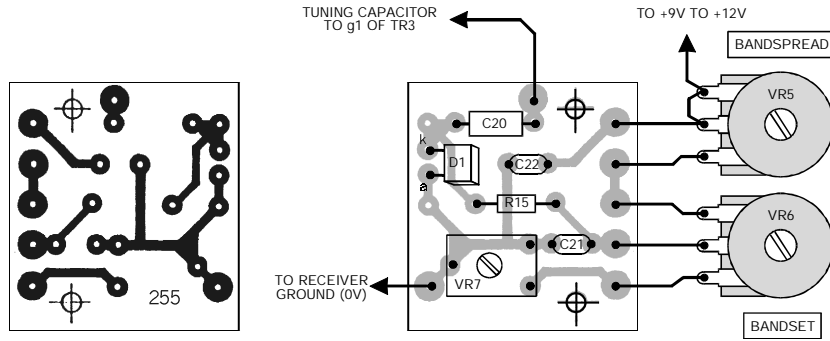 TUNING CAPACITOR
TO g1 OF TR3
TO +9V TO +12V
BANDSPREAD
VR5
C20
k
D1
a
C22
R15
VR6
C21
VR7
TO RECEIVER
GROUND (0V)
255
BANDSET